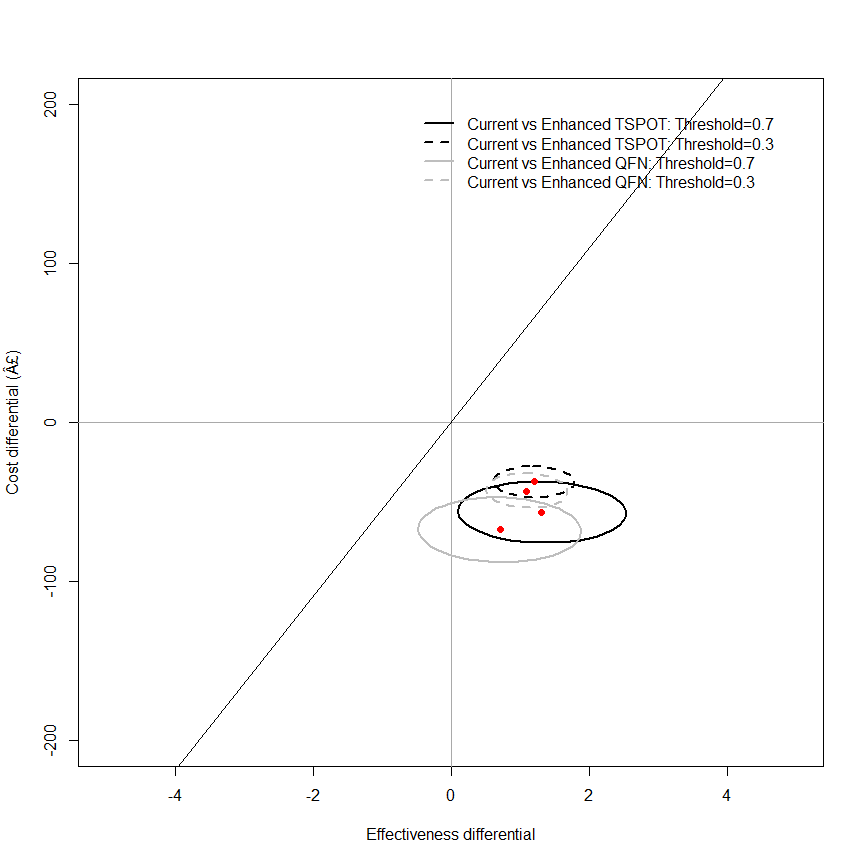 Current vs Enhanced TSPOT: Threshold=0.7
Current vs Enhanced TSPOT: Threshold=0.3
Current vs Enhanced QFN: Threshold=0.7
Current vs Enhanced QFN: Threshold=0.3
Cost differential (Â£)
200
100
0
-100
-200
-4
-2
0
2
4
Effectiveness differential